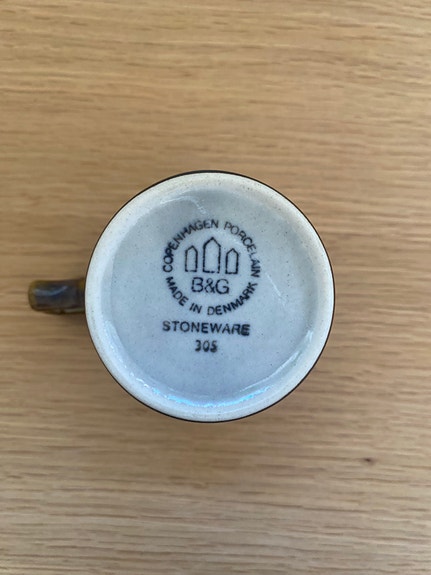 COPENHAGEN PORCELAIN
B&G
MADE IN DENMARK
STONEWARE
305